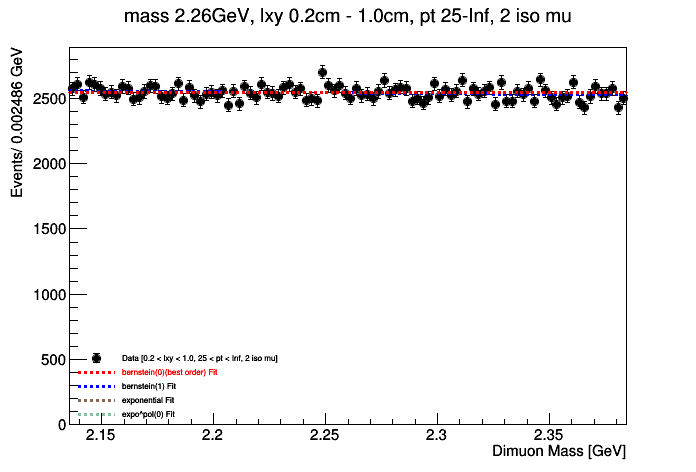 mass 2.26GeV, lxy 0.2cm - 1.0cm, pt 25-Inf, 2 iso mu
Events/ 0.002486 GeV
2500
2000
1500
1000
500
0
Data [0.2 < lxy < 1.0, 25 < pt < Inf, 2 iso mu]
bernstein(0)(best order) Fit
bernstein(1) Fit
exponential Fit
expo*pol(0) Fit
2.15
2.2
2.25
2.3
2.35
Dimuon Mass [GeV]